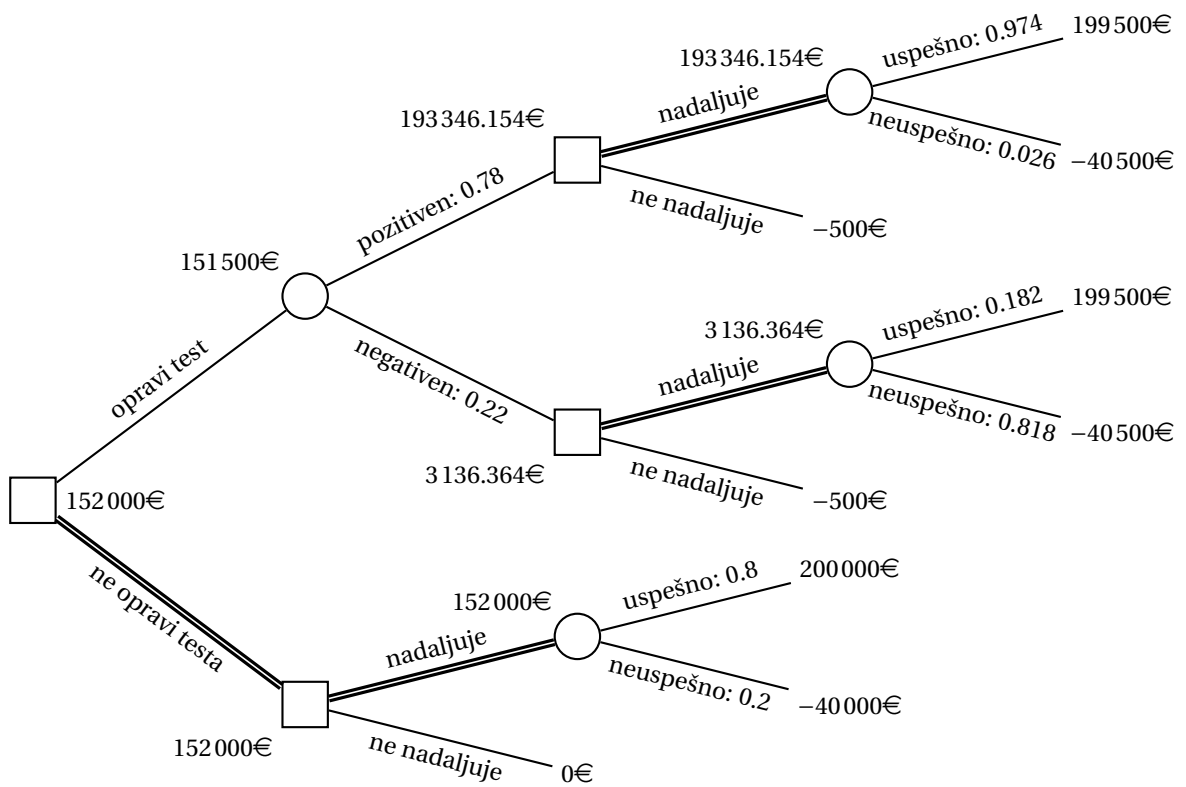 uspešno: 0.974
199 500€
193 346.154€
nadaljuje
neuspešno: 0.026
−40 500€
193 346.154€
pozitiven: 0.78
ne nadaljuje
−500€
151 500€
opravi test
negativen: 0.22
uspešno: 0.182
199 500€
3 136.364€
nadaljuje
neuspešno: 0.818
−40 500€
3 136.364€
ne nadaljuje
−500€
152 000€
ne opravi testa
uspešno: 0.8
200 000€
152 000€
nadaljuje
neuspešno: 0.2
−40 000€
152 000€
ne nadaljuje
0€